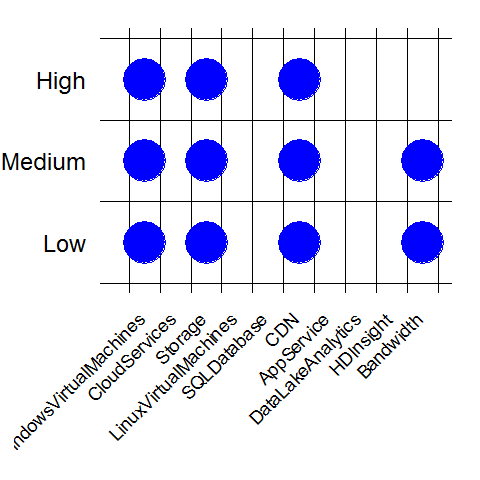 High
Medium
Low
ndowsVirtualMachines
CloudServices
Storage
LinuxVirtualMachines
SQLDatabase
CDN
AppService
DataLakeAnalytics
HDInsight
Bandwidth